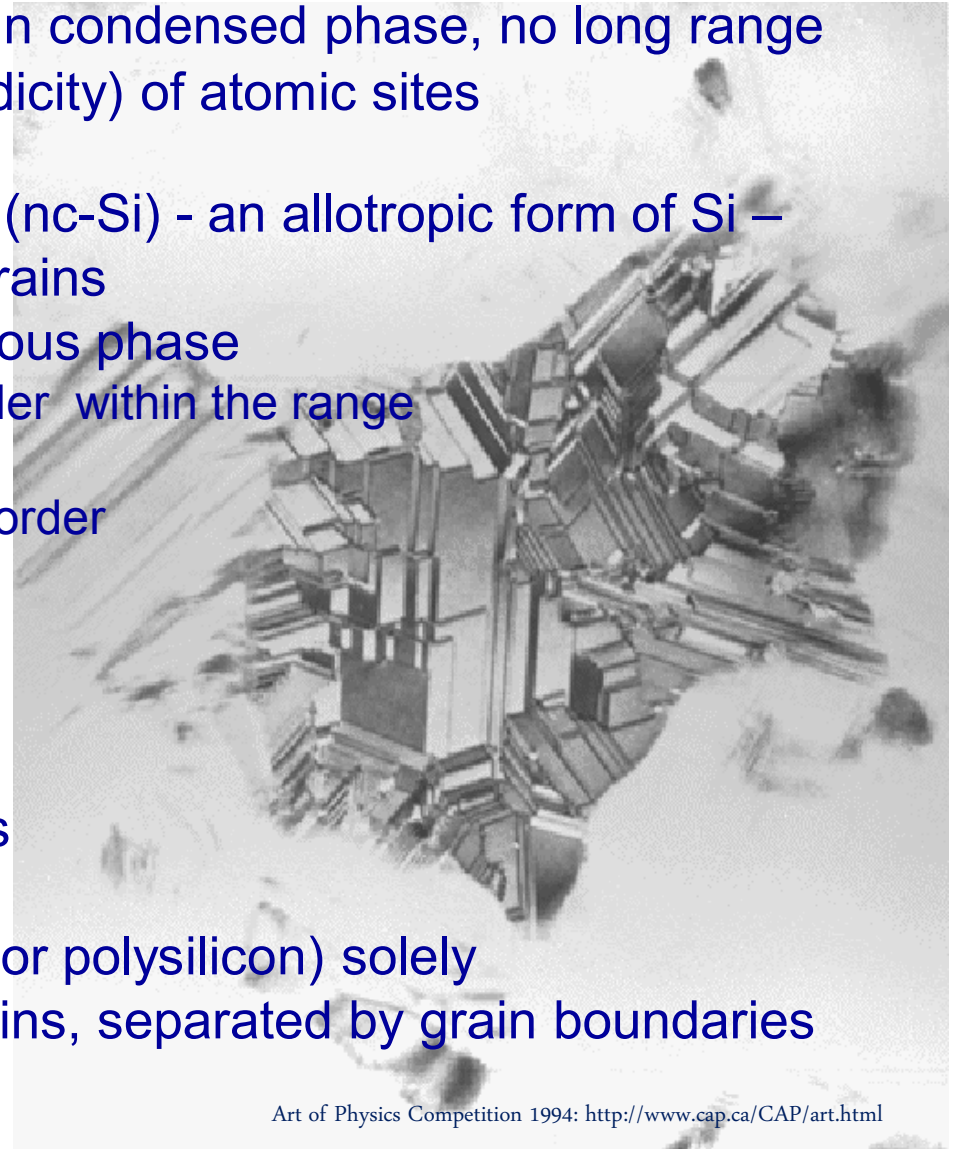 n condensed phase, no long range
dicity) of atomic sites
(nc-Si) - an allotropic form of Si –
rains
ous phase
der within the range
order
s
or polysilicon) solely
ins, separated by grain boundaries
Art of Physics Competition 1994: http://www.cap.ca/CAP/art.html